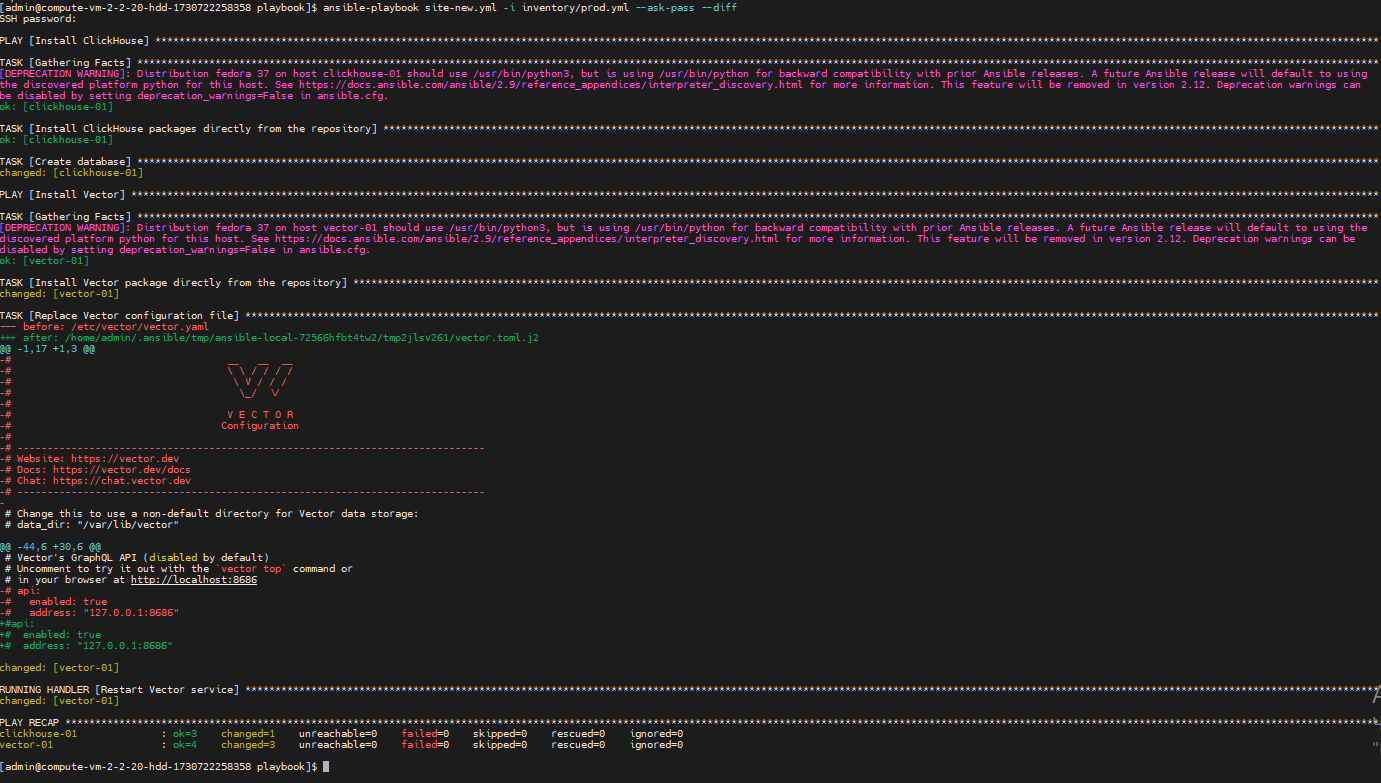 [admin@compute-vm-2-2-20-hdd-1730722258358 playbook]$ ansible-playbook site-new.yml -i inventory/prod.yml --ask-pass --diff
SSH password:
PLAY [Install ClickHouse] ****************************************************************
TASK [Gathering Facts] ****************************************************************
[DEPRECATION WARNING]: Distribution fedora 37 on host clickhouse-01 should use /usr/bin/python3, but is using /usr/bin/python for backward compatibility with prior Ansible releases. A future Ansible release will default to using
the discovered platform python for this host. See https://docs.ansible.com/ansible/2.9/reference_appendices/interpreter_discovery.html for more information. This feature will be removed in version 2.12. Deprecation warnings can
be disabled by setting deprecation_warnings=False in ansible.cfg.
ok: [clickhouse-01]
TASK [Install ClickHouse packages directly from the repository] ****************************************************************
ok: [clickhouse-01]
TASK [Create database] ****************************************************************
changed: [clickhouse-01]
PLAY [Install Vector] ****************************************************************
TASK [Gathering Facts] ****************************************************************
[DEPRECATION WARNING]: Distribution fedora 37 on host vector-01 should use /usr/bin/python3, but is using /usr/bin/python for backward compatibility with prior Ansible releases. A future Ansible release will default to using the
discovered platform python for this host. See https://docs.ansible.com/ansible/2.9/reference_appendices/interpreter_discovery.html for more information. This feature will be removed in version 2.12. Deprecation warnings can be
disabled by setting deprecation_warnings=False in ansible.cfg.
ok: [vector-01]
TASK [Install Vector package directly from the repository] ****************************************************************
changed: [vector-01]
TASK [Replace Vector configuration file] ****************************************************************
--- before: /etc/vector/vector.yaml
+++ after: /home/admin/.ansible/tmp/ansible-local-72566hfbt4tw2/tmp2jlsv261/vector.toml.j2
@@ -1,17 +1,3 @@
-#                                    __   __  __
-#                                    \ \ / / / /
-#                                     \ V / / /
-#                                      \_/  \/
-#
-#                                    V E C T O R
-#                                   Configuration
-#
-# ------------------------------------------------------------------------------
-# Website: https://vector.dev
-# Docs: https://vector.dev/docs
-# Chat: https://chat.vector.dev
-# ------------------------------------------------------------------------------
-
 # Change this to use a non-default directory for Vector data storage:
 # data_dir: "/var/lib/vector"
@@ -44,6 +30,6 @@
 # Vector's GraphQL API (disabled by default)
 # Uncomment to try it out with the `vector top` command or
 # in your browser at http://localhost:8686
-# api:
-#   enabled: true
-#   address: "127.0.0.1:8686"
+#api:
+#  enabled: true
+#  address: "127.0.0.1:8686"
changed: [vector-01]
RUNNING HANDLER [Restart Vector service] ****************************************************************
changed: [vector-01]
PLAY RECAP ****************************************************************
clickhouse-01              : ok=3    changed=1    unreachable=0    failed=0    skipped=0    rescued=0    ignored=0
vector-01                  : ok=4    changed=3    unreachable=0    failed=0    skipped=0    rescued=0    ignored=0
[admin@compute-vm-2-2-20-hdd-1730722258358 playbook]$